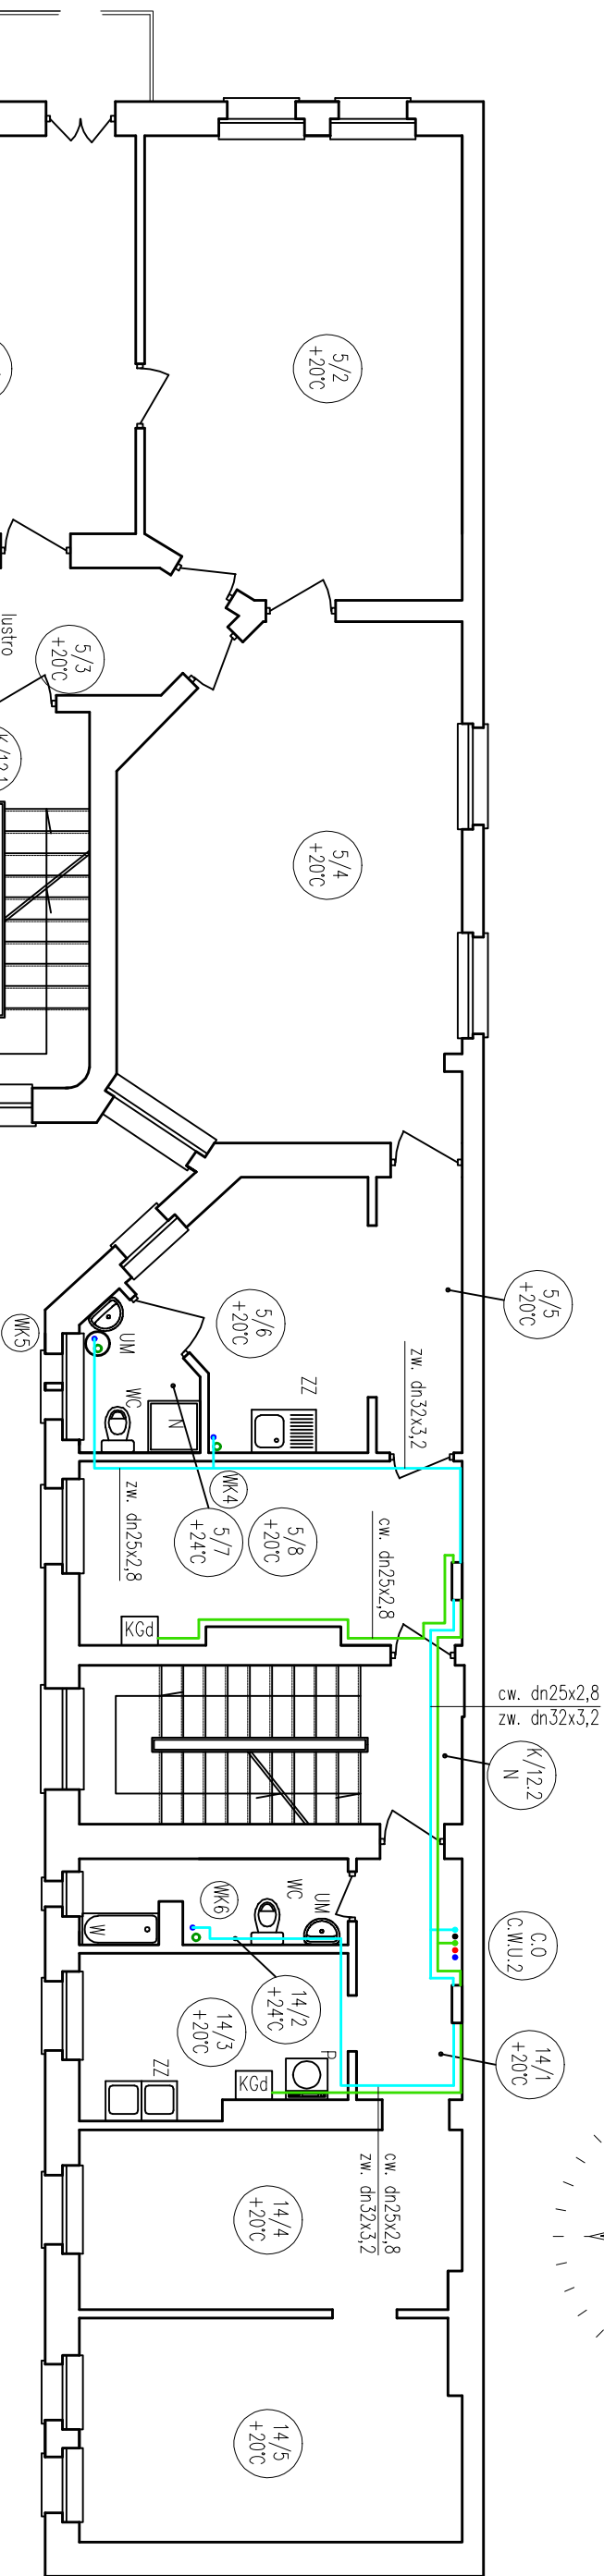 5/2
+20°C
lustro
5/3
+20°C
K/12.1
5/4
+20°C
5/5
+20°C
5/6
+20°C
WK5
UM
zw. dn32x3,2
ZZ
WC
N
WK4
zw. dn25x2,8
5/7
+24°C
5/8
+20°C
cw. dn25x2,8
KGd
cw. dn25x2,8
zw. dn32x3,2
K/12.2
N
WK6
WC
UM
W
C.O
C.W.U.2
14/2
+24°C
14/3
+20°C
14/1
+20°C
P
ZZ
KGd
cw. dn25x2,8
zw. dn32x3,2
14/4
+20°C
14/5
+20°C